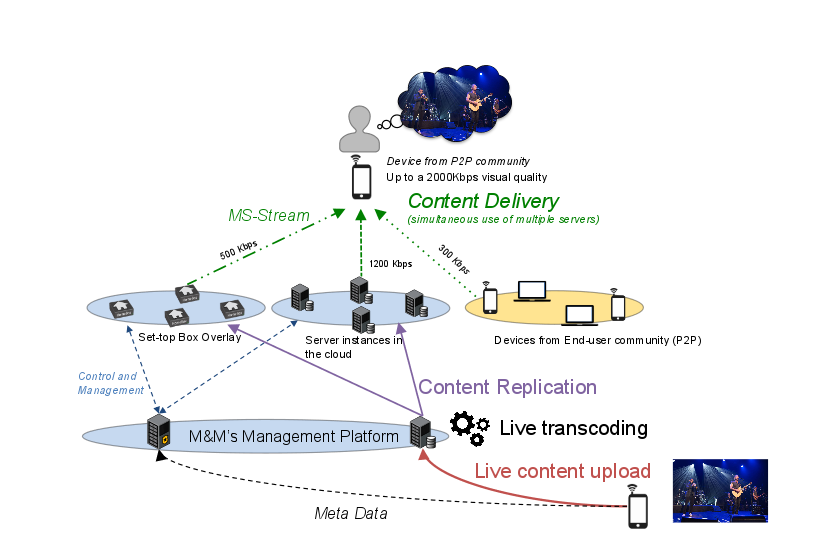 Device from P2P community
Up to a 2000Kbps visual quality
Content Delivery
(simultaneous use of multiple servers)
MS-Stream
500 Kbps
1200 Kbps
300 Kbps
Set-top Box Overlay
Server instances in
the cloud
Devices from End-user community (P2P)
Control and
Management
Content Replication
M&M's Management Platform
Live transcoding
Live content upload
Meta Data